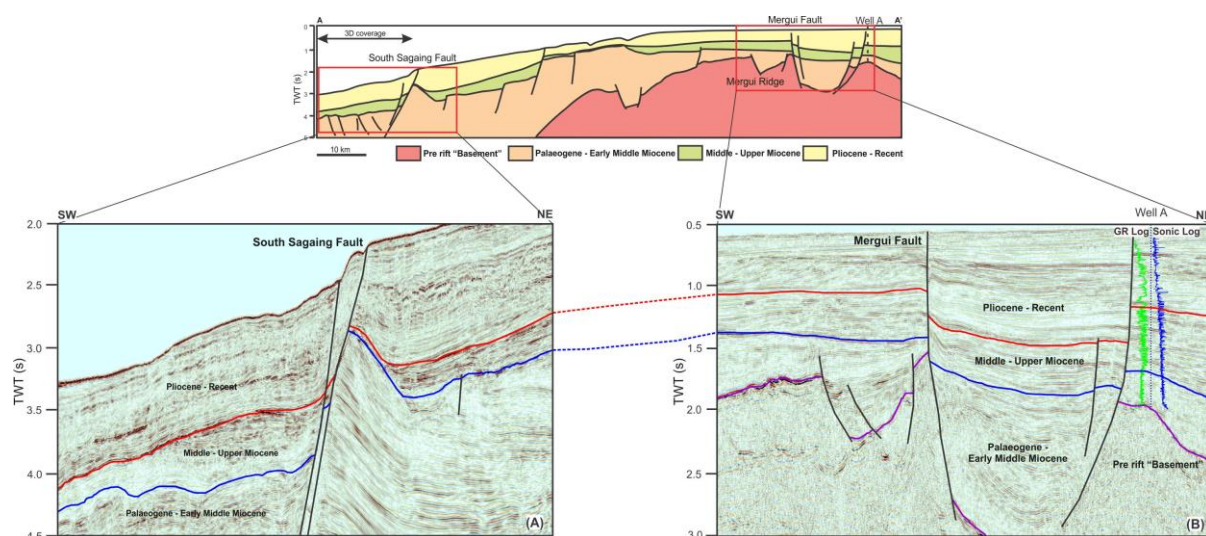 A
A'
Mergui Fault
Well A
3D coverage
South Sagaing Fault
TWT (s)
0
1
2
3
4
Mergui Ridge
10 km
Pre rift "Basement"
Palaeogene - Early Middle Miocene
Middle - Upper Miocene
Pliocene - Recent
SW
NE
South Sagaing Fault
TWT (s)
2.0
2.5
3.0
3.5
4.0
4.5
Pliocene - Recent
Middle - Upper Miocene
Palaeogene - Early Middle Miocene
(A)
SW
Well A
Mergui Fault
GR Log
Sonic Log
TWT (s)
0.5
1.0
1.5
2.0
2.5
3.0
Pliocene - Recent
Middle - Upper Miocene
Palaeogene -
Early Middle Miocene
Pre rift "Basement"
(B)